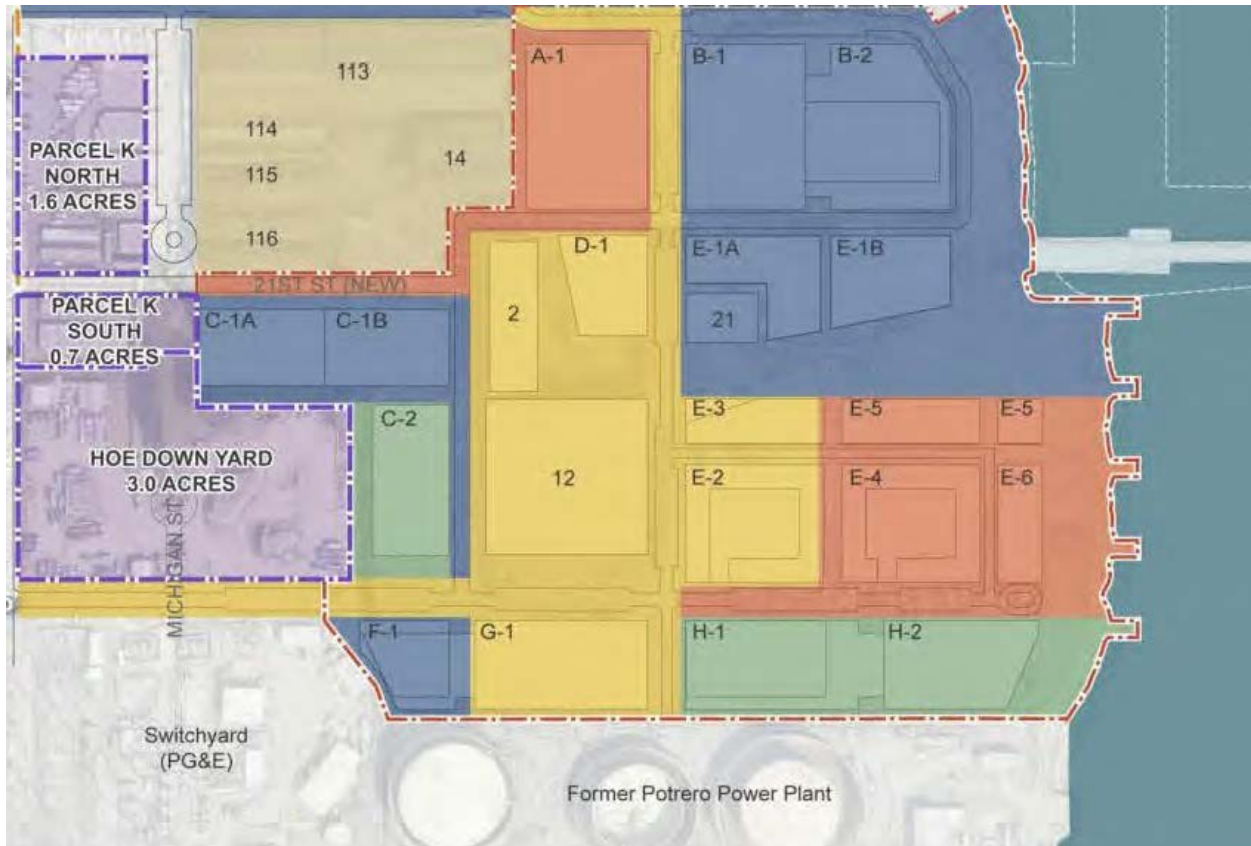 A-1
B-1
B-2
113
114
115
14
116
PARCEL K
NORTH
1.6 ACRES
D-1
E-1A
E-1B
21ST ST (NEW)
PARCEL K
SOUTH
0.7 ACRES
C-1A
C-1B
2
21
C-2
E-3
E-5
E-5
HOE DOWN YARD
3.0 ACRES
12
E-2
E-4
E-6
MICHIGAN ST
F-1
G-1
H-1
H-2
Switchyard
(PG&E)
Former Potrero Power Plant